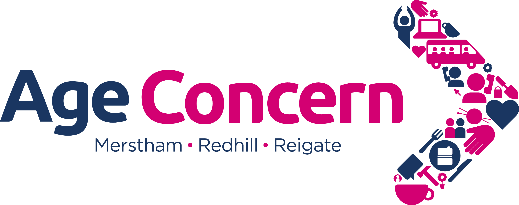 Age Concern
Merstham • Redhill • Reigate